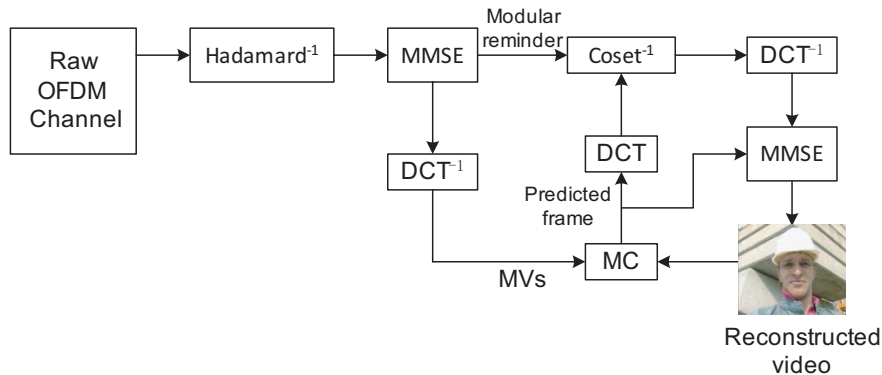 Raw
OFDM
Channel
Hadamard⁻¹
MMSE
Modular
reminder
Coset⁻¹
DCT⁻¹
DCT⁻¹
DCT
MMSE
Predicted
frame
MVs
MC
Reconstructed
video